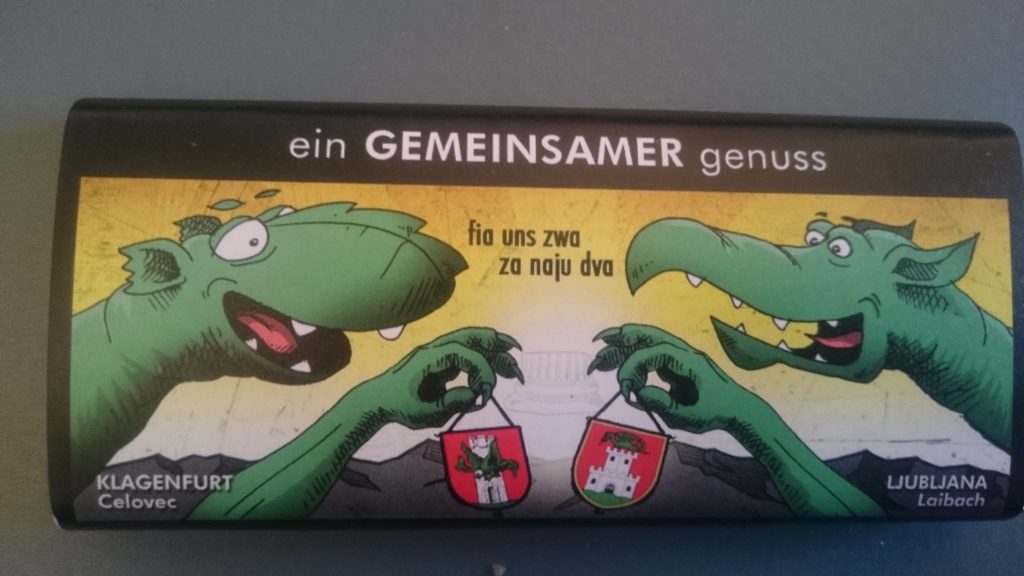 ein GEMEINSAMER genuss
fia uns zwa
za naju dva
KLAGENFURT
Celovec
LJUBLJANA
Laibach